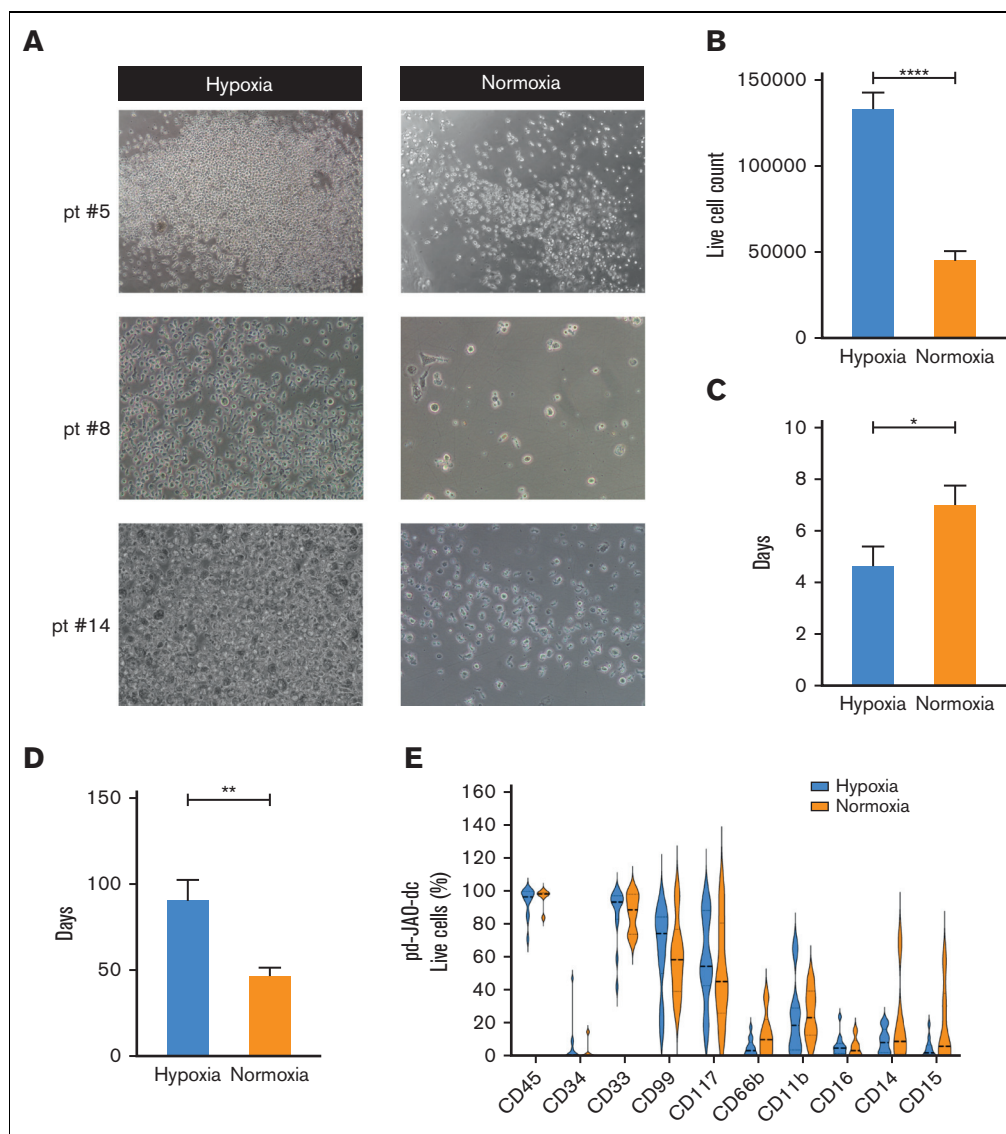 A
Hypoxia
Normoxia
pt #5
pt #8
pt #14
B
****
150000
100000
50000
0
Live cell count
Hypoxia Normoxia
C
*
10
8
6
4
2
0
Days
Hypoxia Normoxia
D
**
150
100
50
0
Days
Hypoxia Normoxia
E
Hypoxia
Normoxia
160
140
120
100
80
60
40
20
0
pd-JAO-dc
Live cells (%)
CD45
CD34
CD33
CD99
CD117
CD66b
CD11b
CD16
CD14
CD15